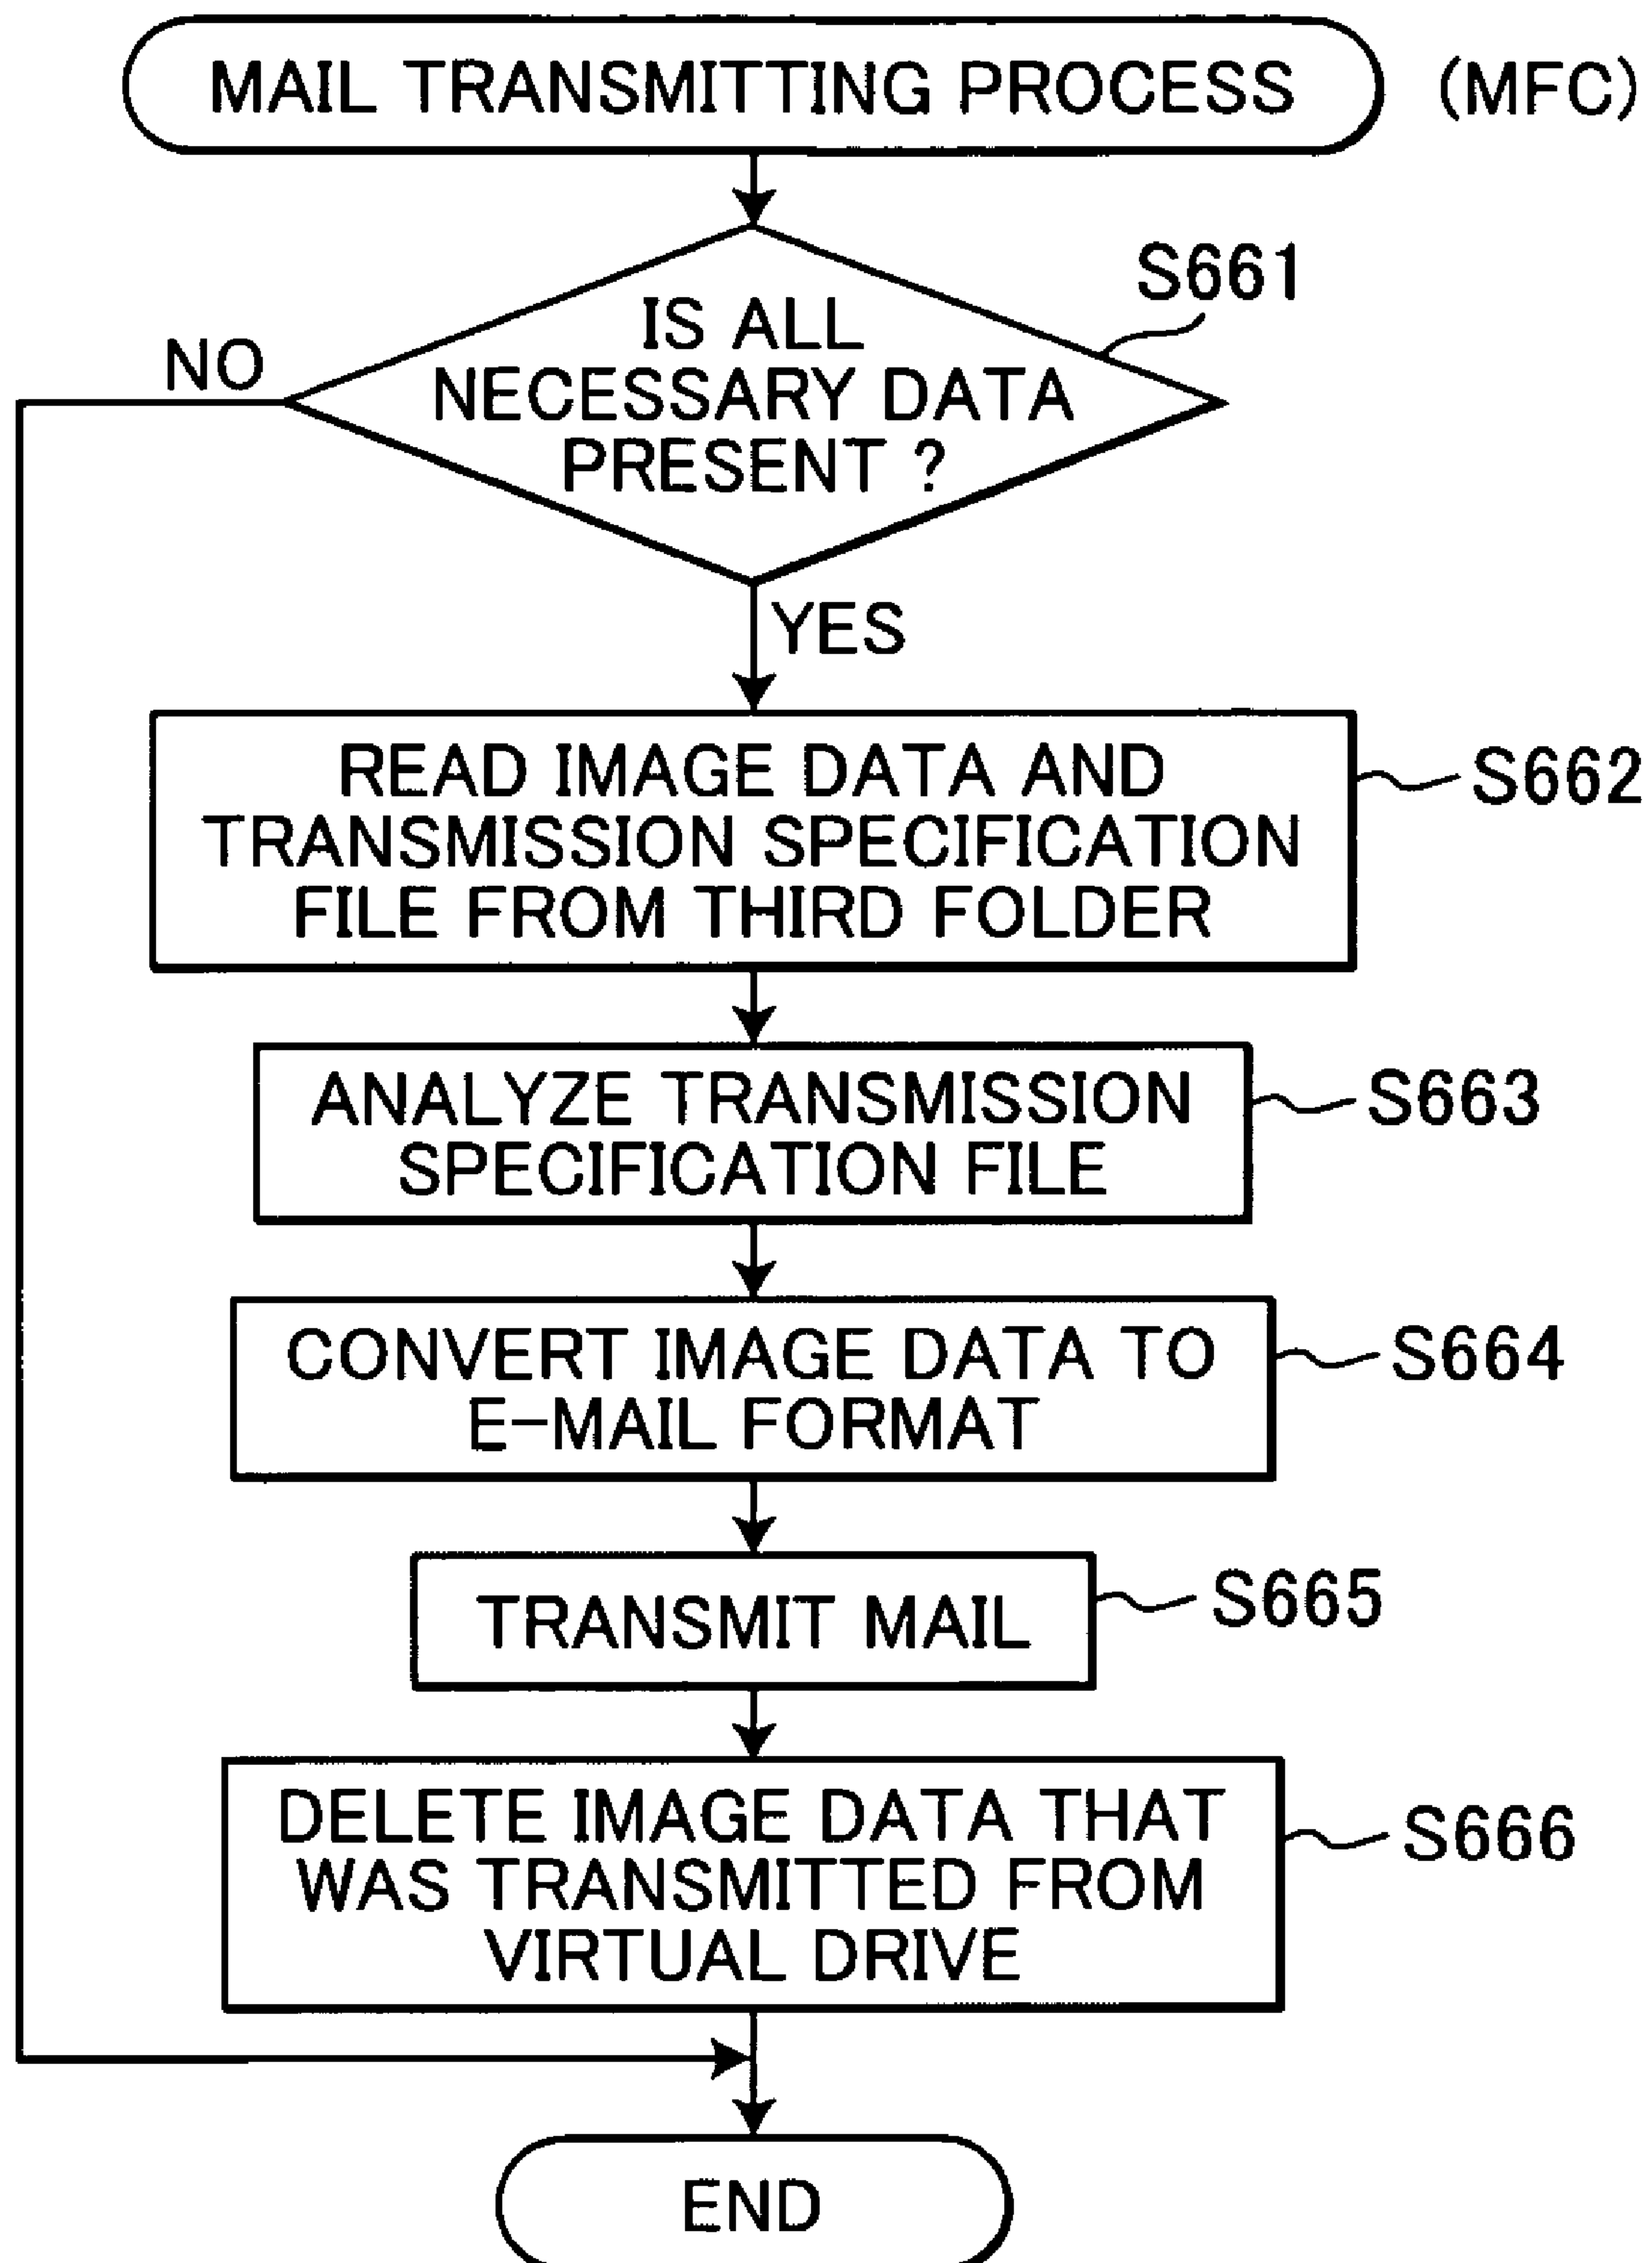 MAIL TRANSMITTING PROCESS (MFC)
S661
IS ALL
NECESSARY DATA
PRESENT ?
NO
YES
READ IMAGE DATA AND
TRANSMISSION SPECIFICATION
FILE FROM THIRD FOLDER
S662
ANALYZE TRANSMISSION
SPECIFICATION FILE
S663
CONVERT IMAGE DATA TO
E-MAIL FORMAT
S664
TRANSMIT MAIL
S665
DELETE IMAGE DATA THAT
WAS TRANSMITTED FROM
VIRTUAL DRIVE
S666
END